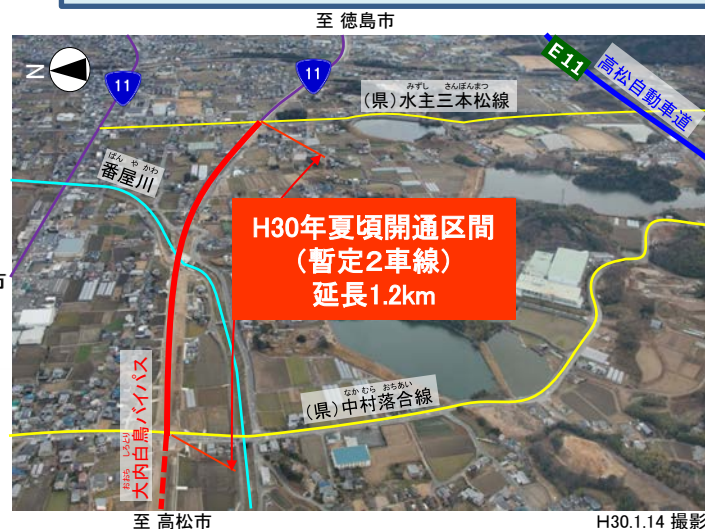 至 徳島市
N
11
11
E11
高松自動車道
みずし さんぼんまつ
(県)水主三本松線
ばん や かわ
番屋川
H30年夏頃開通区間
(暫定2車線)
延長1.2km
市
なかむら おちあい
(県)中村落合線
おおち しろとり
大内白鳥バイパス
至 高松市
H30.1.14 撮影